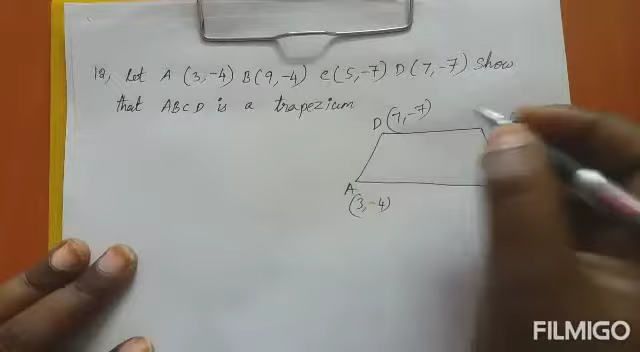 12, Let A (3,-4) B(9,-4) C(5,-7) D(7,-7) show
that ABCD is a trapezium
D(7,-7)
A
(3,-4)
FILMIGO